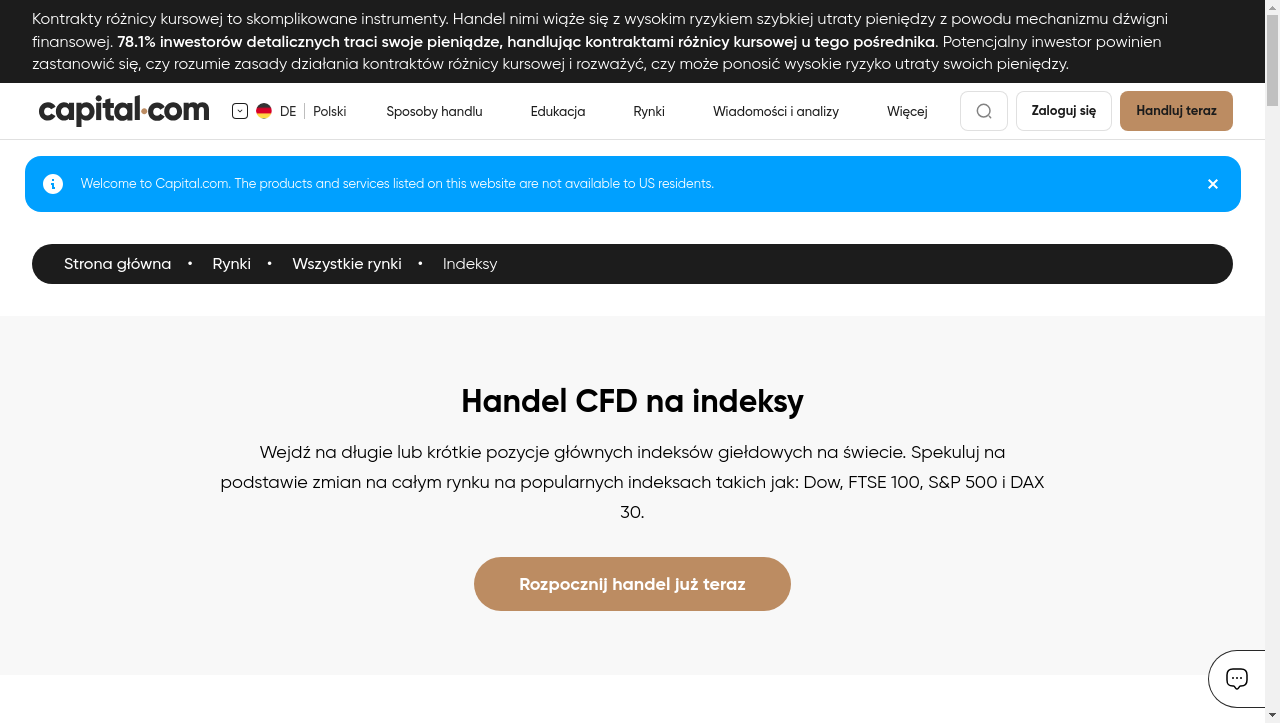 Kontrakty różnicy kursowej to skomplikowane instrumenty. Handel nimi wiąże się z wysokim ryzykiem szybkiej utraty pieniędzy z powodu mechanizmu dźwigni
finansowej. 78.1% inwestorów detalicznych traci swoje pieniądze, handlując kontraktami różnicy kursowej u tego pośrednika. Potencjalny inwestor powinien
zastanowić się, czy rozumie zasady działania kontraktów różnicy kursowej i rozważyć, czy może ponosić wysokie ryzyko utraty swoich pieniędzy.
capital.com DE Polski Sposoby handlu Edukacja Rynki Wiadomości i analizy Więcej Zaloguj się Handluj teraz
Welcome to Capital.com. The products and services listed on this website are not available to US residents.
Strona główna • Rynki • Wszystkie rynki • Indeksy
Handel CFD na indeksy
Wejdź na długie lub krótkie pozycje głównych indeksów giełdowych na świecie. Spekuluj na
podstawie zmian na całym rynku na popularnych indeksach takich jak: Dow, FTSE 100, S&P 500 i DAX
30.
Rozpocznij handel już teraz